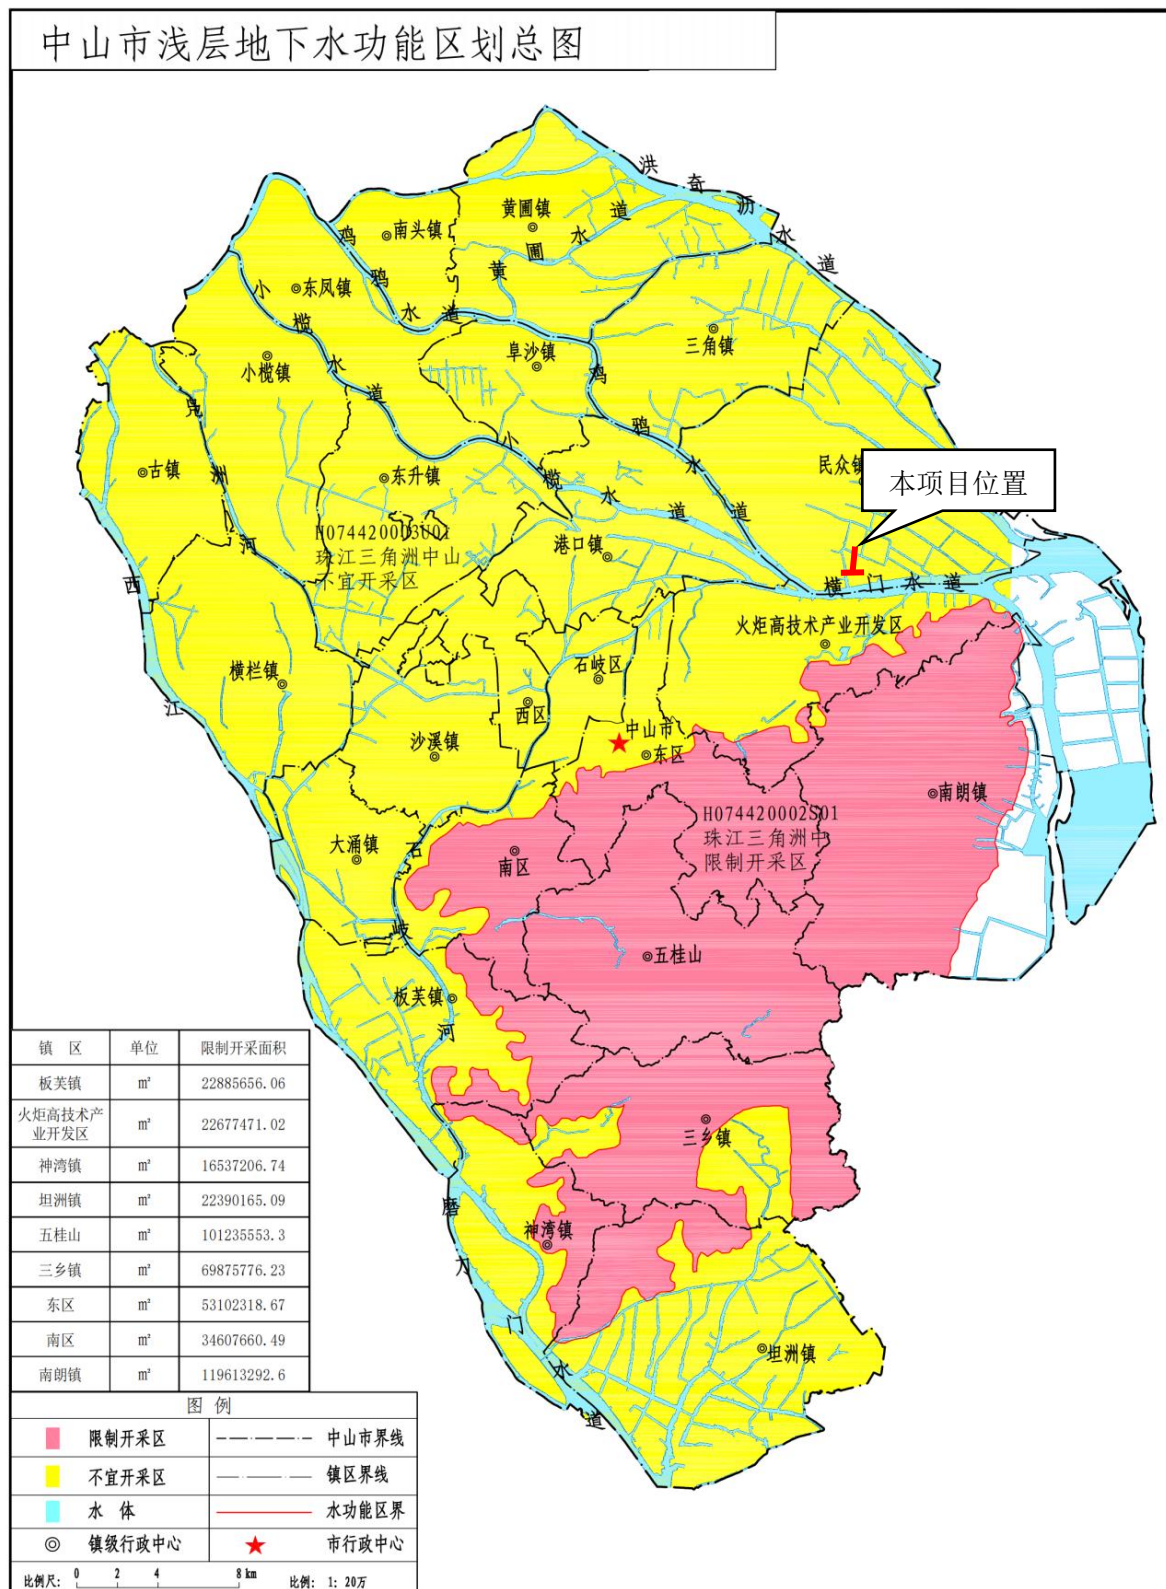 中山市浅层地下水功能区划总图
洪奇沥水道
黄圃镇
黄圃水道
南头镇
鸡鸦水道
东凤镇
小榄水道
三角镇
阜沙镇
小榄镇
鸡鸦水道
凫洲河
民众镇
古镇
东升镇
小榄水道
本项目位置
H074420003U01
珠江三角洲中山
不宜开采区
港口镇
西江
横门水道
火炬高技术产业开发区
石岐区
横栏镇
西区
中山市
沙溪镇
东区
南朗镇
H074420002S01
珠江三角洲中
限制开采区
大涌镇
南区
石岐河
五桂山
板芙镇
三乡镇
磨刀门水道
神湾镇
坦洲镇
镇 区 单位 限制开采面积
板芙镇 m² 22885656.06
火炬高技术产
业开发区 m² 22677471.02
神湾镇 m² 16537206.74
坦洲镇 m² 22390165.09
五桂山 m² 101235553.3
三乡镇 m² 69875776.23
东区 m² 53102318.67
南区 m² 34607660.49
南朗镇 m² 119613292.6
图 例
限制开采区 中山市界线
不宜开采区 镇区界线
水 体 水功能区界
镇级行政中心 市行政中心
比例尺: 0 2 4 8 km 比例: 1: 20万